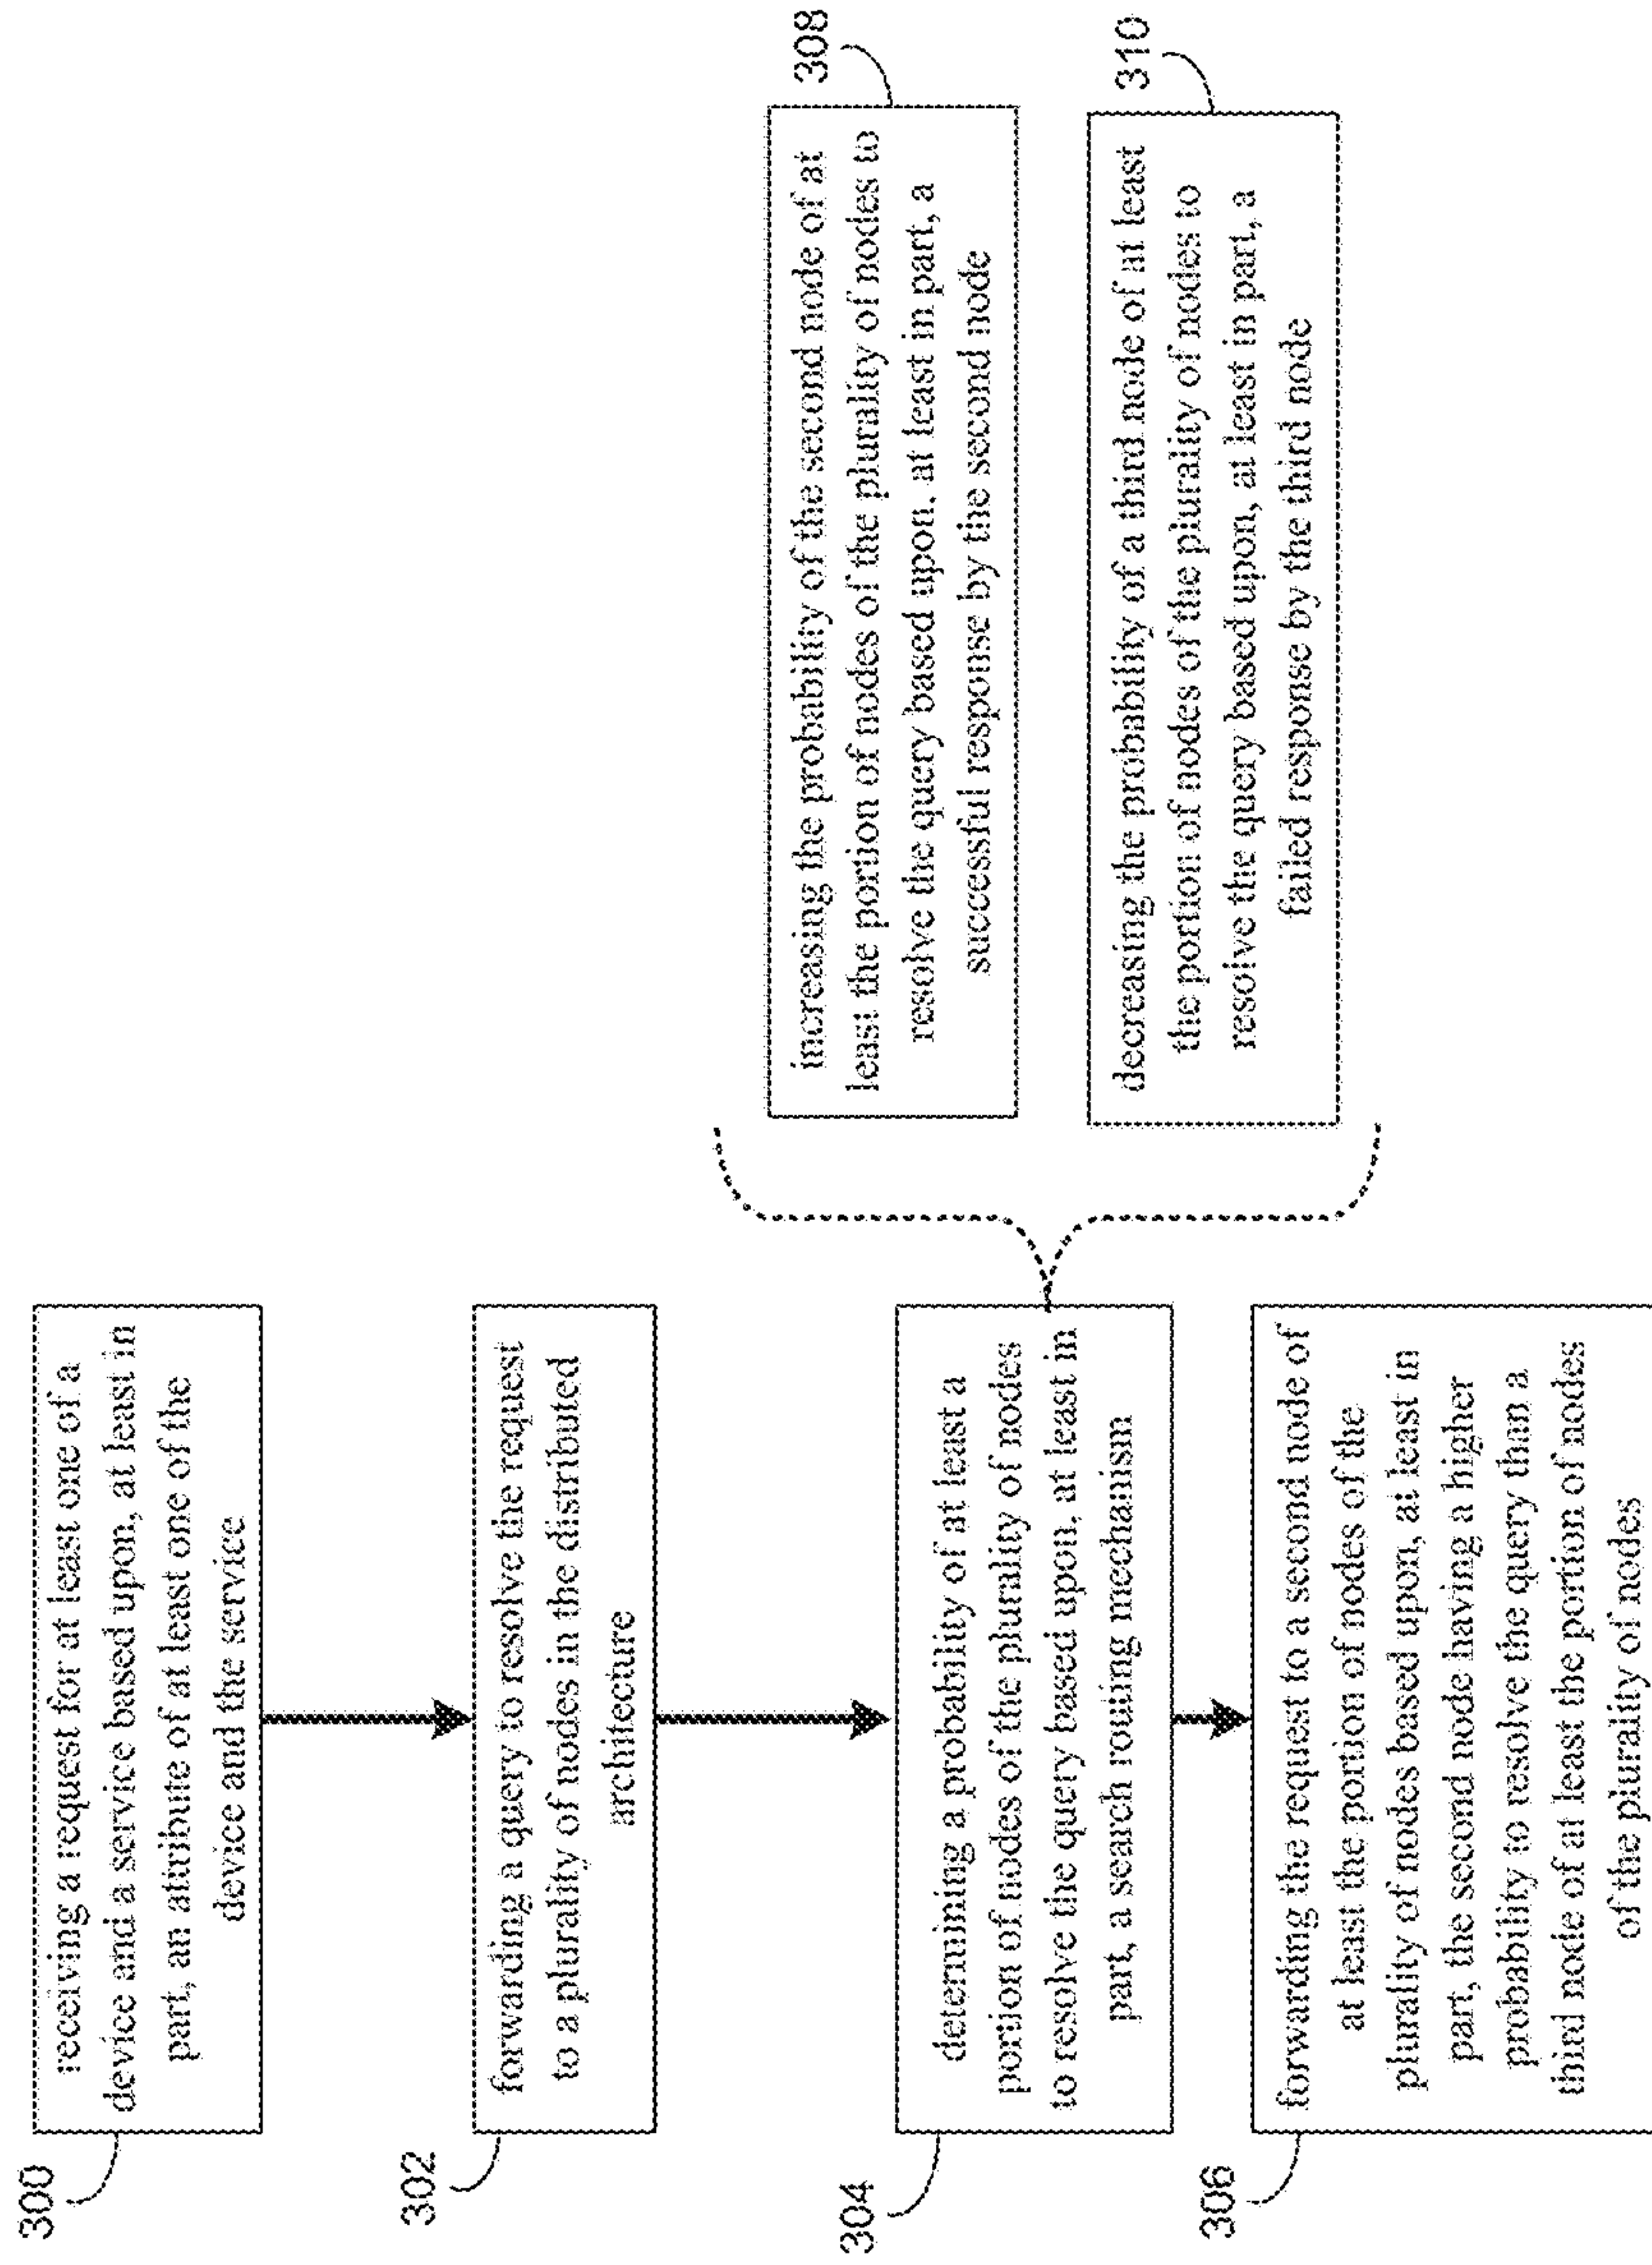 300
receiving a request for at least one of a
device and a service based upon, at least in
part, an attribute of at least one of the
device and the service
302
forwarding a query to resolve the request
to a plurality of nodes in the distributed
architecture
304
determining a probability of at least a
portion of nodes of the plurality of nodes
to resolve the query based upon, at least in
part, a search routing mechanism
306
forwarding the request to a second node of
at least the portion of nodes of the
plurality of nodes based upon, at least in
part, the second node having a higher
probability to resolve the query than a
third node of at least the portion of nodes
of the plurality of nodes
308
increasing the probability of the second node of at
least the portion of nodes of the plurality of nodes to
resolve the query based upon, at least in part, a
successful response by the second node
310
decreasing the probability of a third node of at least
the portion of nodes of the plurality of nodes to
resolve the query based upon, at least in part, a
failed response by the third node